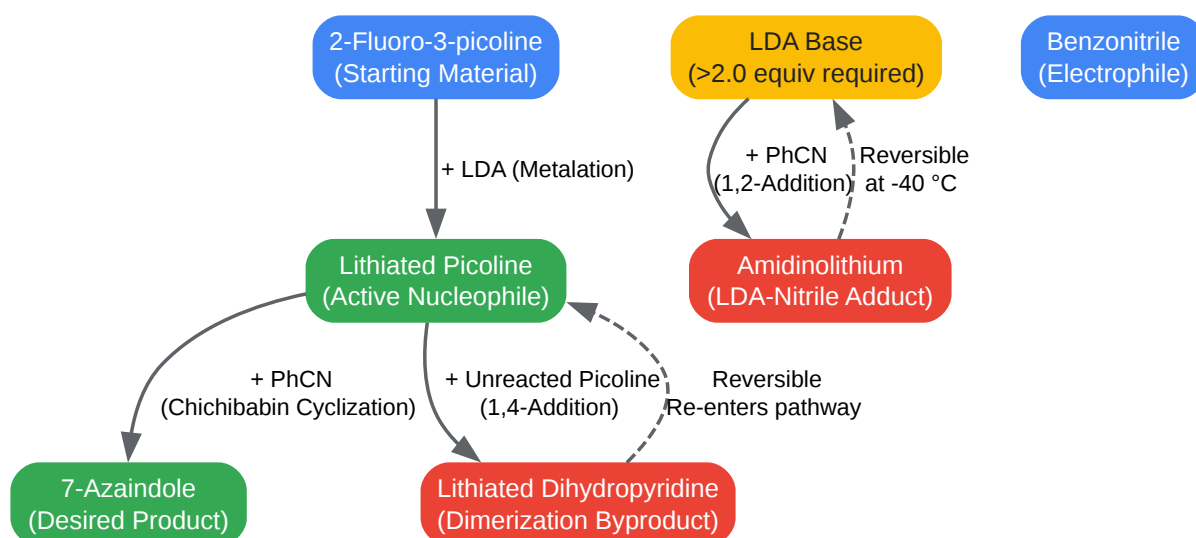 2-Fluoro-3-picoline
(Starting Material)
LDA Base
(>2.0 equiv required)
Benzonitrile
(Electrophile)
+ LDA (Metalation)
+ PhCN
(1,2-Addition)
Reversible
at -40 °C
Lithiated Picoline
(Active Nucleophile)
Amidinolithium
(LDA-Nitrile Adduct)
+ PhCN
(Chichibabin Cyclization)
+ Unreacted Picoline
(1,4-Addition)
Reversible
Re-enters pathway
7-Azaindole
(Desired Product)
Lithiated Dihydropyridine
(Dimerization Byproduct)